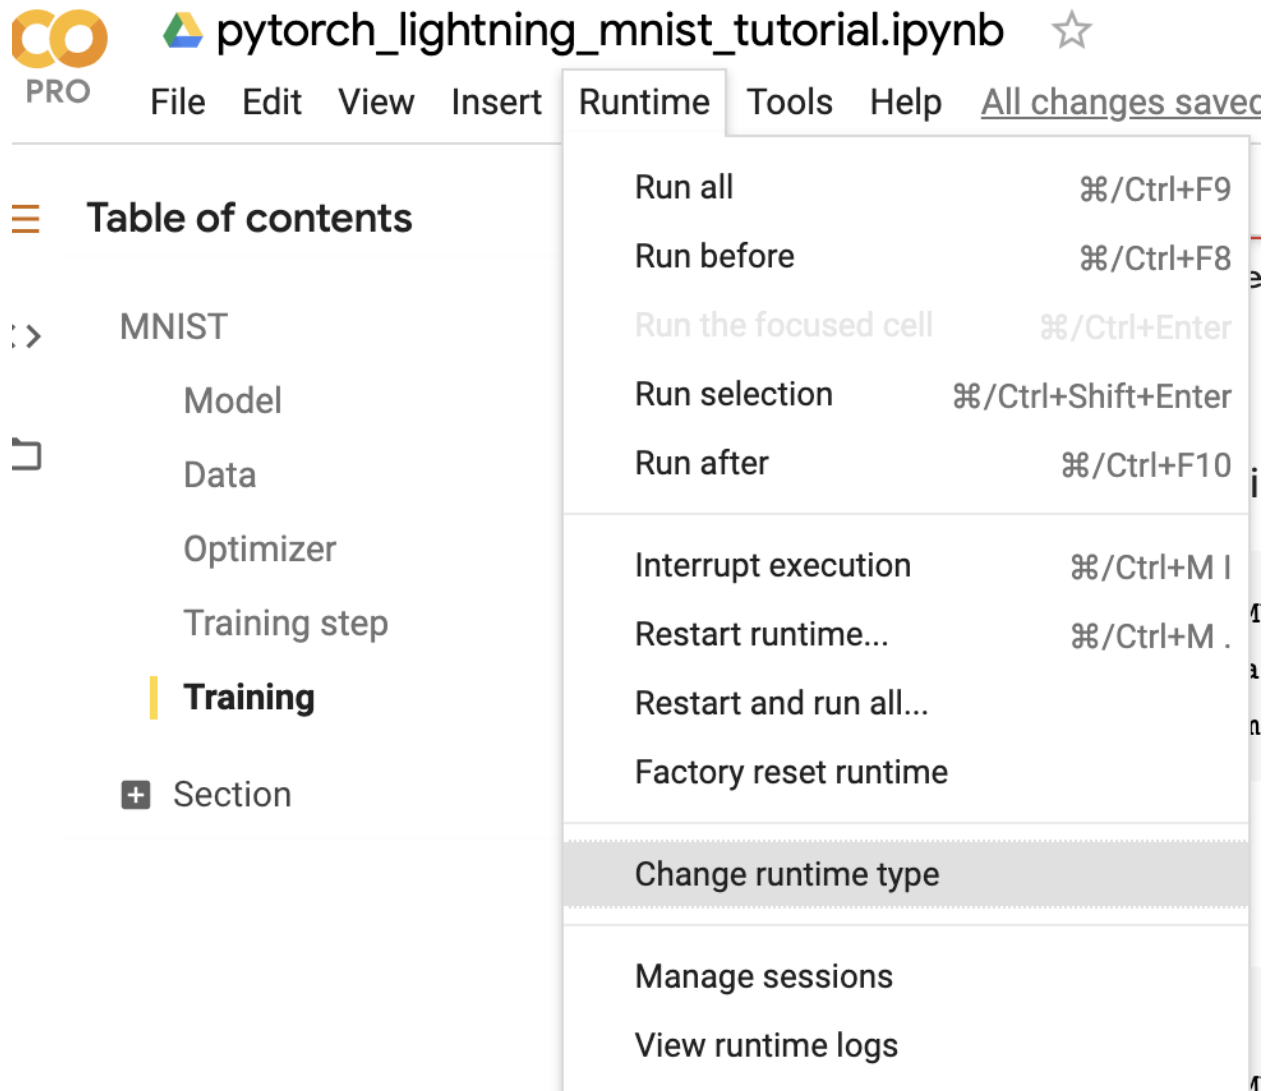 pytorch_lightning_mnist_tutorial.ipynb
PRO
File Edit View Insert Runtime Tools Help All changes saved
Table of contents
MNIST
Model
Data
Optimizer
Training step
Training
Section
Run all ⌘/Ctrl+F9
Run before ⌘/Ctrl+F8
Run the focused cell ⌘/Ctrl+Enter
Run selection ⌘/Ctrl+Shift+Enter
Run after ⌘/Ctrl+F10
Interrupt execution ⌘/Ctrl+M I
Restart runtime... ⌘/Ctrl+M .
Restart and run all...
Factory reset runtime
Change runtime type
Manage sessions
View runtime logs